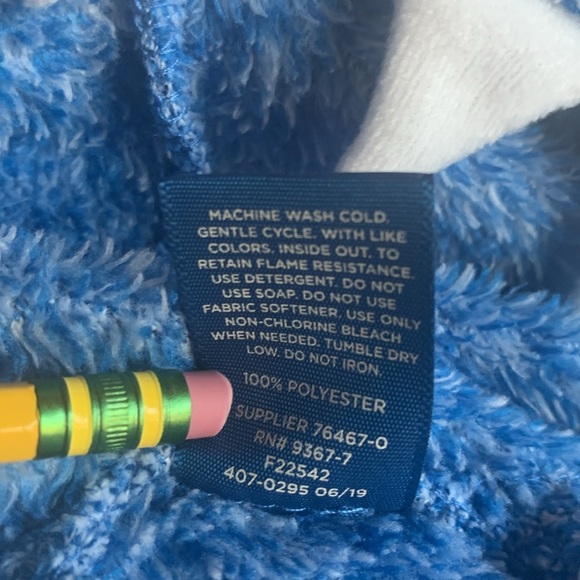 MACHINE WASH COLD.
GENTLE CYCLE. WITH LIKE
COLORS. INSIDE OUT. TO
RETAIN FLAME RESISTANCE.
USE DETERGENT. DO NOT
USE SOAP. DO NOT USE
FABRIC SOFTENER. USE ONLY
NON-CHLORINE BLEACH
WHEN NEEDED. TUMBLE DRY
LOW. DO NOT IRON.
100% POLYESTER
SUPPLIER 76467-0
RN# 9367-7
F22542
407-0295 06/19